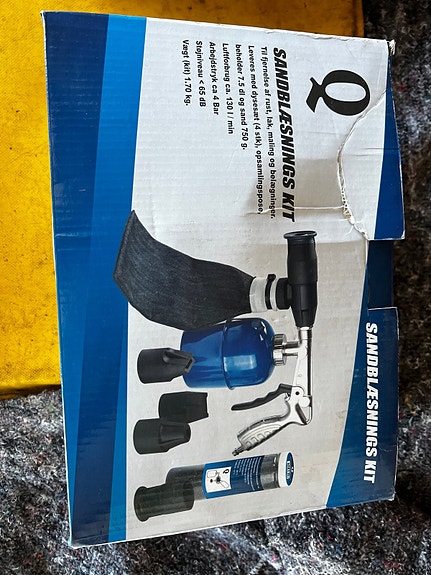 Q
SANDBLÆSNINGS KIT
Til fjernelse af rust, lak, maling og belægninger.
Leveres med dysesæt (4 stk), opsamlingspose,
beholder 7.5 dl og sand 750 g.
Luftforbrug ca. 130 l / min
Arbejdstryk ca 4 Bar
Støjniveau < 65 dB
Vægt (kit) 1.70 kg.
SANDBLÆSNINGS KIT